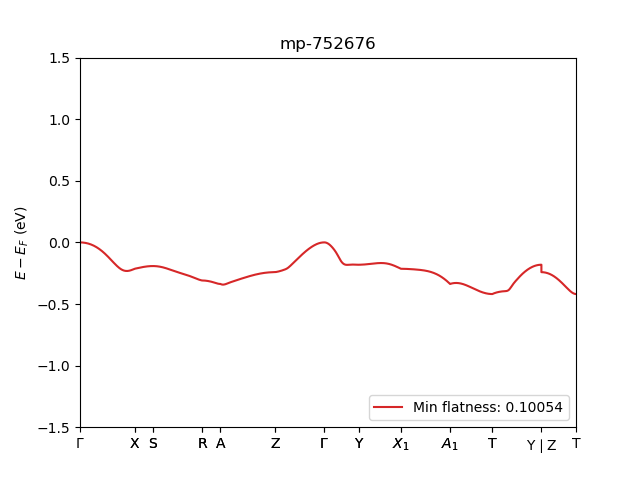 mp-752676
E − E_F (eV)
1.5
1.0
0.5
0.0
−0.5
−1.0
−1.5
Min flatness: 0.10054
Γ X S R A Z Γ Y X₁ A₁ T Y | Z T